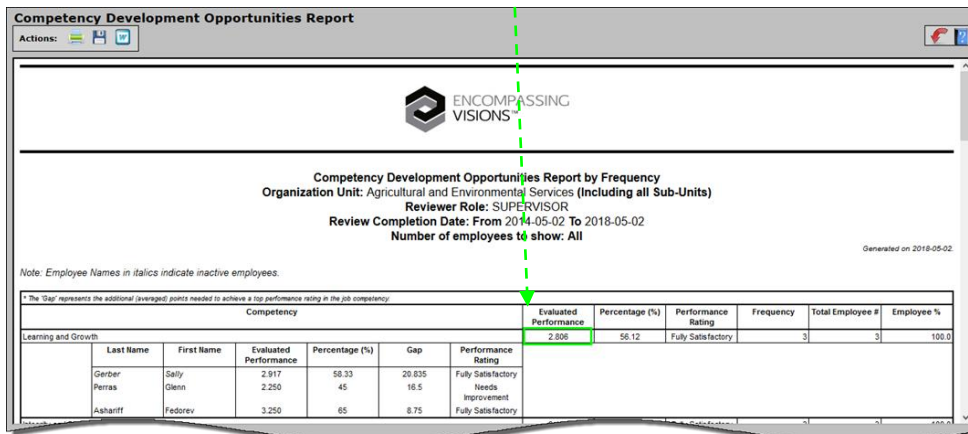 Competency Development Opportunities Report
Actions:
ENCOMPASSING
VISIONS™
Competency Development Opportunities Report by Frequency
Organization Unit: Agricultural and Environmental Services (Including all Sub-Units)
Reviewer Role: SUPERVISOR
Review Completion Date: From 2014-05-02 To 2018-05-02
Number of employees to show: All
Generated on 2018-05-02.
Note: Employee Names in italics indicate inactive employees.
* The 'Gap' represents the additional (averaged) points needed to achieve a top performance rating in the job competency.
Competency Evaluated Performance Percentage (%) Performance Rating Frequency Total Employee # Employee %
Learning and Growth 2.806 56.12 Fully Satisfactory 3 3 100.0
Last Name First Name Evaluated Performance Percentage (%) Gap Performance Rating
Gerber Sally 2.917 58.33 20.835 Fully Satisfactory
Perras Glenn 2.250 45 16.5 Needs Improvement
Ashariff Fedorev 3.250 65 8.75 Fully Satisfactory